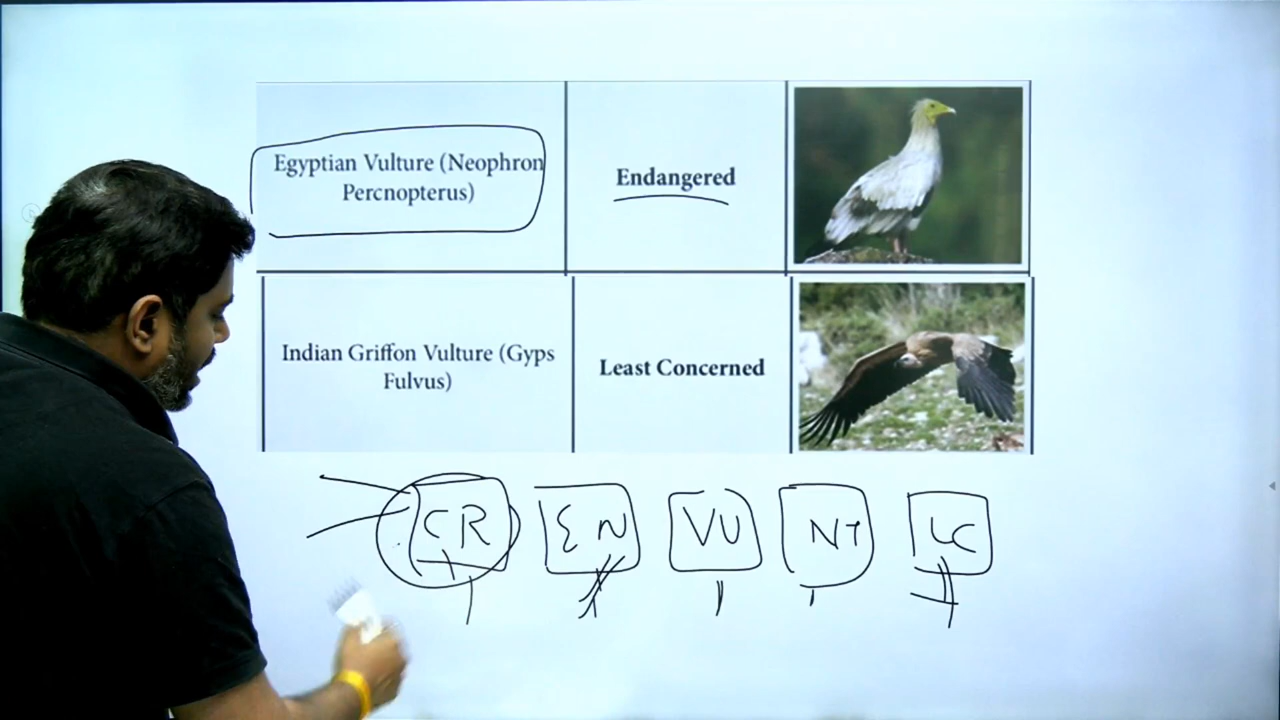 Egyptian Vulture (Neophron
Percnopterus)
Endangered
Indian Griffon Vulture (Gyps
Fulvus)
Least Concerned
CR EN VU NT LC